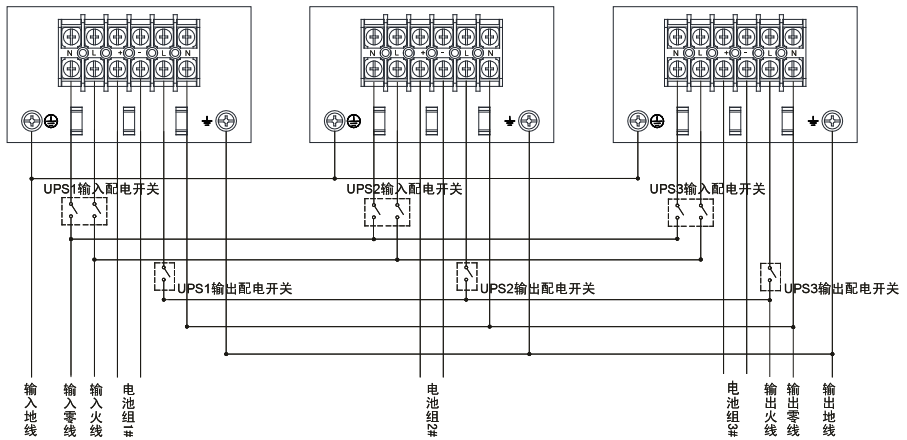 N L + - L N
N L + - L N
N L + - L N
UPS1输入配电开关
UPS2输入配电开关
UPS3输入配电开关
UPS1输出配电开关
UPS2输出配电开关
UPS3输出配电开关
输入地线
输入零线
输入火线
电池组1#
电池组2#
电池组3#
输出火线
输出零线
输出地线